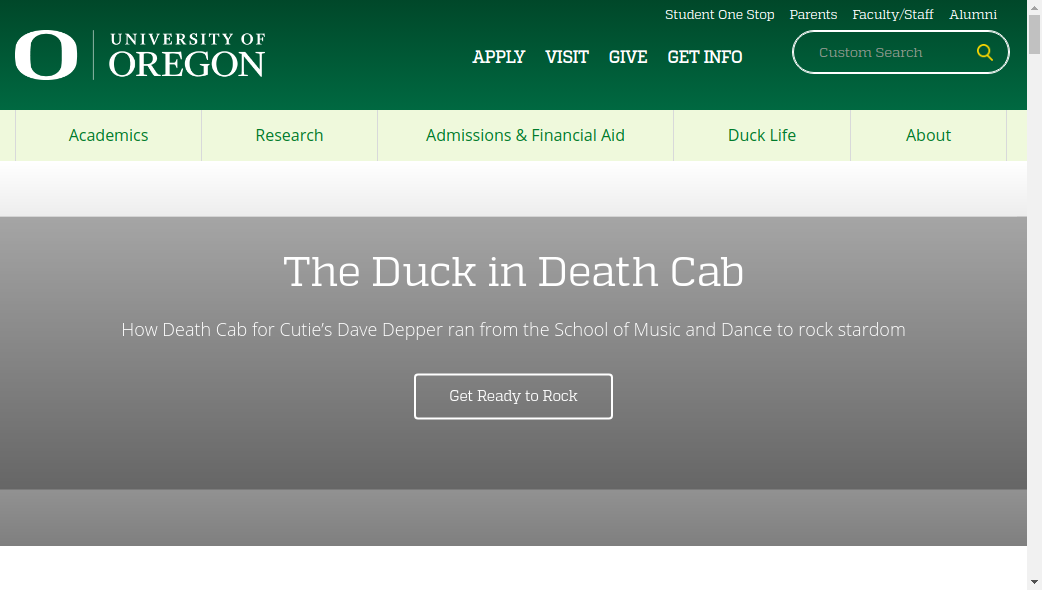 Student One Stop Parents Faculty/Staff Alumni
UNIVERSITY OF
OREGON
APPLY VISIT GIVE GET INFO
Custom Search
Academics Research Admissions & Financial Aid Duck Life About
The Duck in Death Cab
How Death Cab for Cutie's Dave Depper ran from the School of Music and Dance to rock stardom
Get Ready to Rock